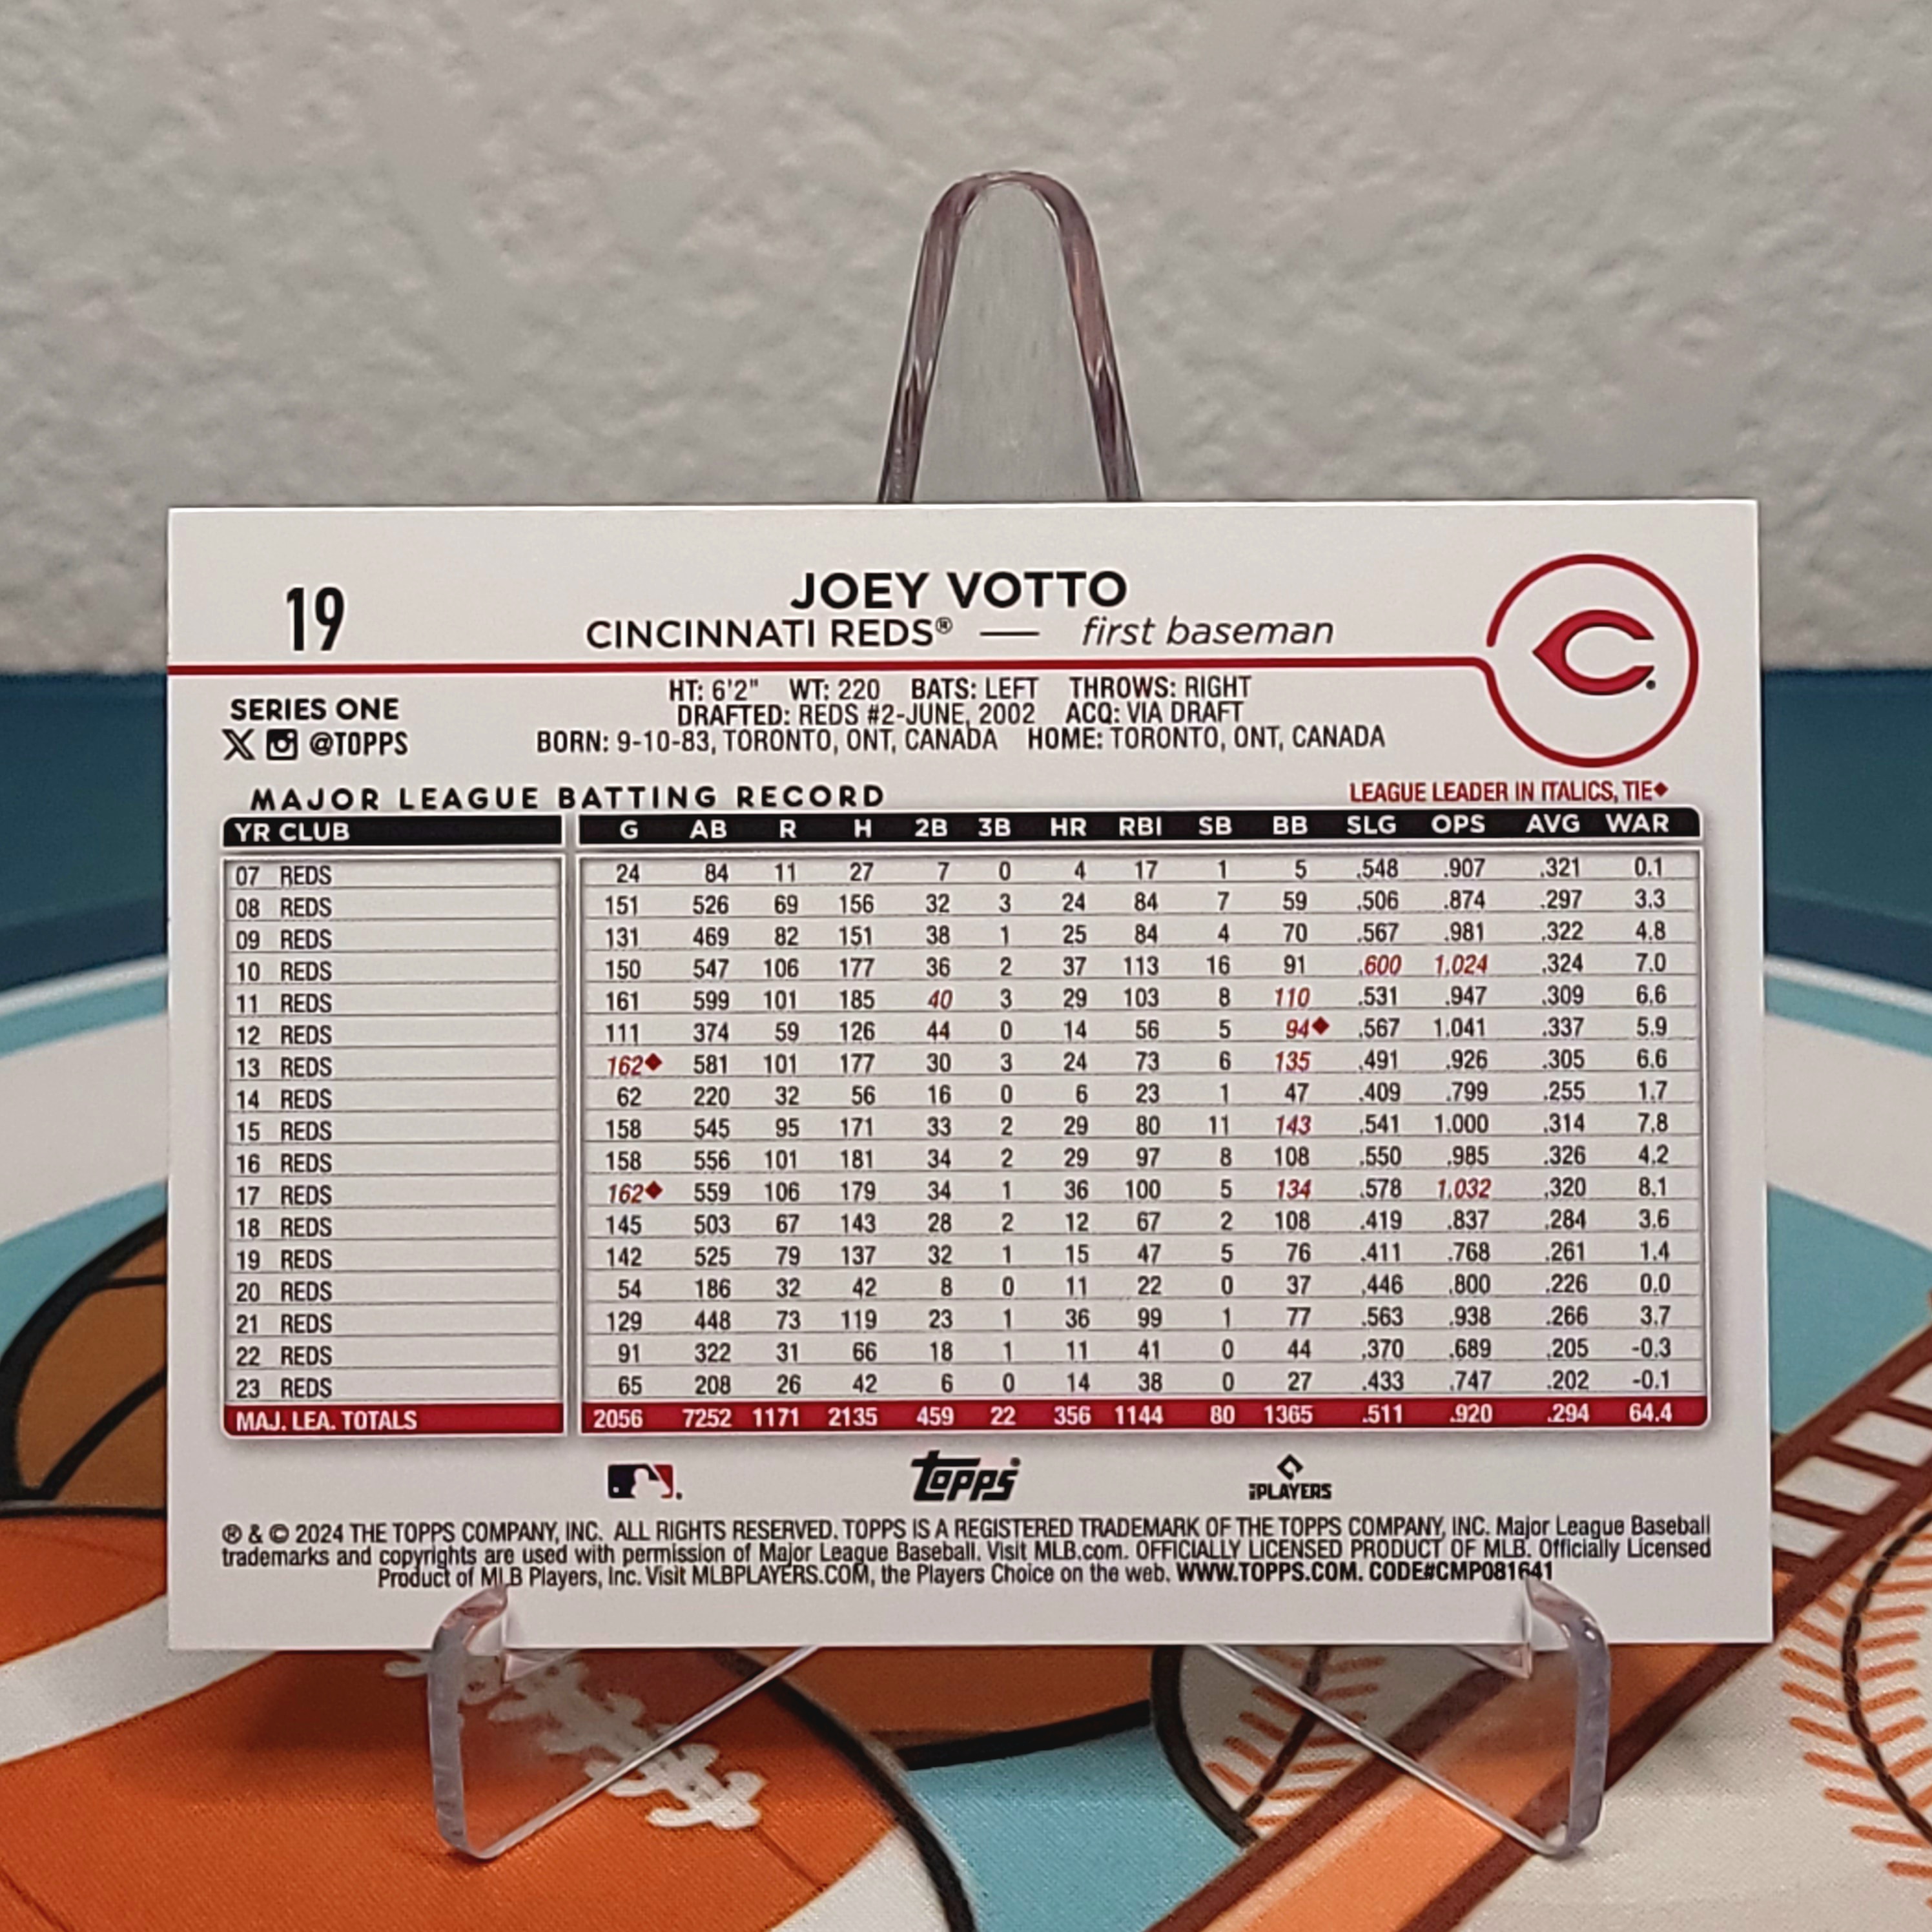 19
JOEY VOTTO
CINCINNATI REDS® — first baseman
C
HT: 6'2" WT: 220 BATS: LEFT THROWS: RIGHT
DRAFTED: REDS #2-JUNE, 2002 ACQ: VIA DRAFT
BORN: 9-10-83, TORONTO, ONT, CANADA HOME: TORONTO, ONT, CANADA
SERIES ONE
X @TOPPS
MAJOR LEAGUE BATTING RECORD
LEAGUE LEADER IN ITALICS, TIE◆
YR CLUB G AB R H 2B 3B HR RBI SB BB SLG OPS AVG WAR
07 REDS 24 84 11 27 7 0 4 17 1 5 .548 .907 .321 0.1
08 REDS 151 526 69 156 32 3 24 84 7 59 .506 .874 .297 3.3
09 REDS 131 469 82 151 38 1 25 84 4 70 .567 .981 .322 4.8
10 REDS 150 547 106 177 36 2 37 113 16 91 .600 1.024 .324 7.0
11 REDS 161 599 101 185 40 3 29 103 8 110 .531 .947 .309 6.6
12 REDS 111 374 59 126 44 0 14 56 5 94◆ .567 1.041 .337 5.9
13 REDS 162◆ 581 101 177 30 3 24 73 6 135 .491 .926 .305 6.6
14 REDS 62 220 32 56 16 0 6 23 1 47 .409 .799 .255 1.7
15 REDS 158 545 95 171 33 2 29 80 11 143 .541 1.000 .314 7.8
16 REDS 158 556 101 181 34 2 29 97 8 108 .550 .985 .326 4.2
17 REDS 162◆ 559 106 179 34 1 36 100 5 134 .578 1.032 .320 8.1
18 REDS 145 503 67 143 28 2 12 67 2 108 .419 .837 .284 3.6
19 REDS 142 525 79 137 32 1 15 47 5 76 .411 .768 .261 1.4
20 REDS 54 186 32 42 8 0 11 22 0 37 .446 .800 .226 0.0
21 REDS 129 448 73 119 23 1 36 99 1 77 .563 .938 .266 3.7
22 REDS 91 322 31 66 18 1 11 41 0 44 .370 .689 .205 -0.3
23 REDS 65 208 26 42 6 0 14 38 0 27 .433 .747 .202 -0.1
MAJ. LEA. TOTALS 2056 7252 1171 2135 459 22 356 1144 80 1365 .511 .920 .294 64.4
Topps
PLAYERS
® & © 2024 THE TOPPS COMPANY, INC. ALL RIGHTS RESERVED. TOPPS IS A REGISTERED TRADEMARK OF THE TOPPS COMPANY, INC. Major League Baseball
trademarks and copyrights are used with permission of Major League Baseball. Visit MLB.com. OFFICIALLY LICENSED PRODUCT OF MLB. Officially Licensed
Product of MLB Players, Inc. Visit MLBPLAYERS.COM, the Players Choice on the web. WWW.TOPPS.COM. CODE#CMP081641